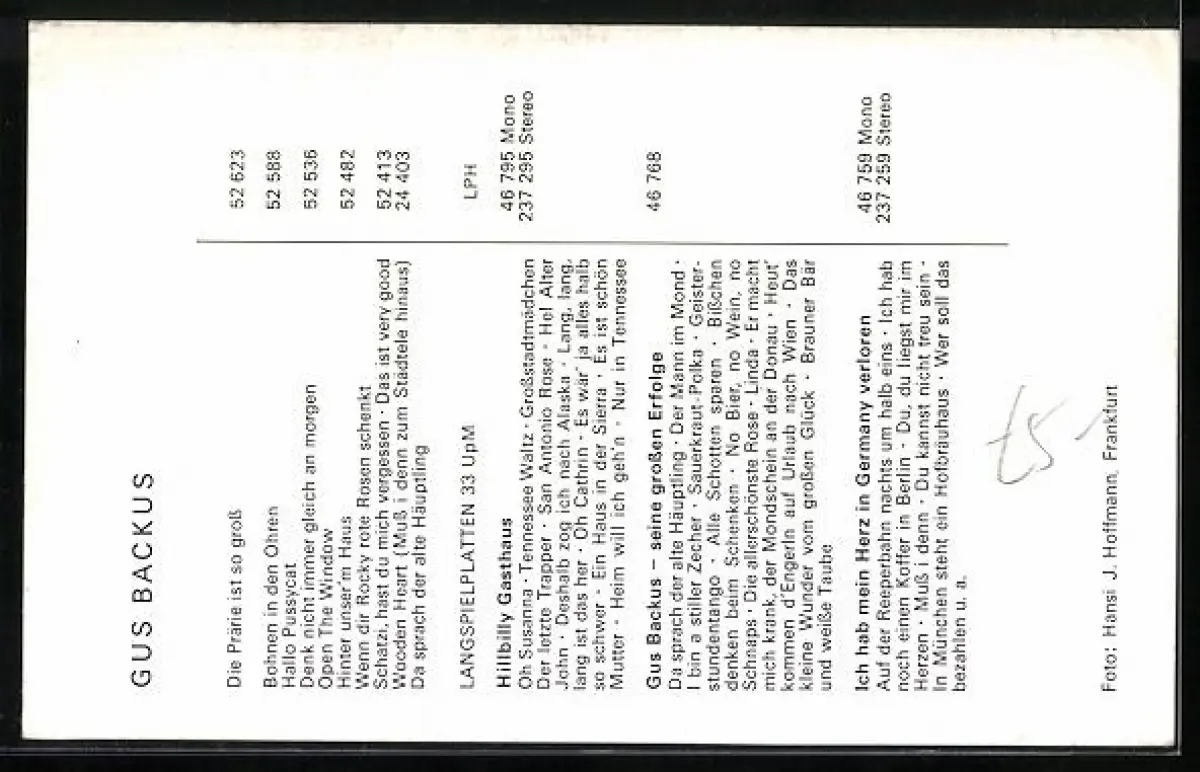 GUS BACKUS
Die Prärie ist so groß 52 623
Bohnen in den Ohren 52 588
Hallo Pussycat
Denk nicht immer gleich an morgen 52 536
Open The Window
Hinter unser'm Haus 52 482
Wenn dir Rocky rote Rosen schenkt
Schatzi, hast du mich vergessen · Das ist very good 52 413
Wooden Heart (Muß i denn zum Städtele hinaus) 24 403
Da sprach der alte Häuptling
LANGSPIELPLATTEN 33 UpM LPH
Hillbilly Gasthaus 46 795 Mono
Oh Susanna · Tennessee Waltz · Großstadtmädchen 237 295 Stereo
Der letzte Trapper · San Antonio Rose · Hei Alter
John · Deshalb zog ich nach Alaska · Lang, lang,
lang ist das her · Oh Cathrin · Es wär' ja alles halb
so schwer · Ein Haus in der Sierra · Es ist schön
Mutter · Heim will ich geh'n · Nur in Tennessee
Gus Backus – seine großen Erfolge 46 768
Da sprach der alte Häuptling · Der Mann im Mond ·
I bin a stiller Zecher · Sauerkraut-Polka · Geister-
stundentango · Alle Schotten sparen · Bißchen
denken beim Schenken · No Bier, no Wein, no
Schnaps · Die allerschönste Rose · Linda · Er macht
mich krank, der Mondschein an der Donau · Heut'
kommen d'Engerln auf Urlaub nach Wien · Das
kleine Wunder vom großen Glück · Brauner Bär
und weiße Taube
Ich hab mein Herz in Germany verloren 46 759 Mono
Auf der Reeperbahn nachts um halb eins · Ich hab 237 259 Stereo
noch einen Koffer in Berlin · Du, du liegst mir im
Herzen · Muß i denn · Du kannst nicht treu sein ·
In München steht ein Hofbräuhaus · Wer soll das
bezahlen u. a.
Foto: Hansi J. Hoffmann, Frankfurt